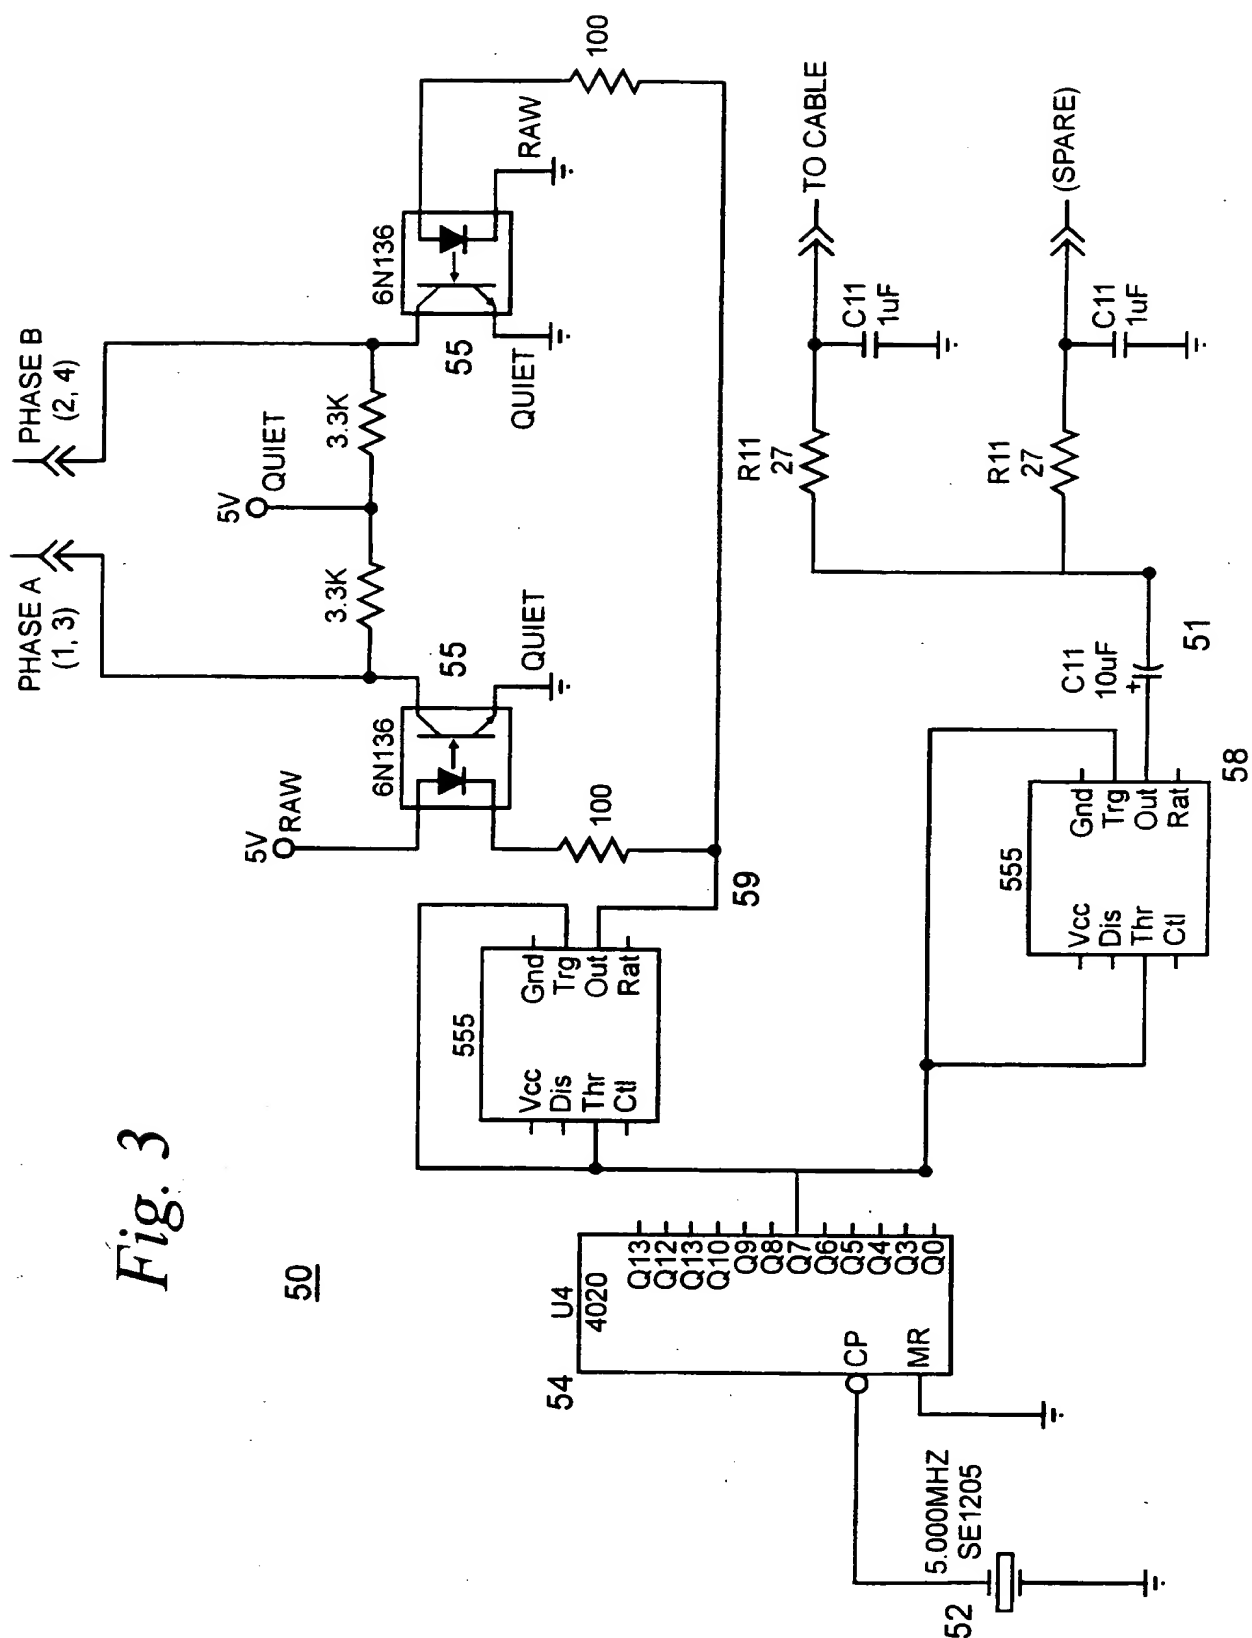 Fig. 3
50
PHASE A
(1, 3)
PHASE B
(2, 4)
5V
QUIET
3.3K
3.3K
5V
RAW
6N136
55
QUIET
6N136
55
QUIET
RAW
100
100
59
555
Vcc
Dis
Thr
Ctl
Gnd
Trg
Out
Rat
54
U4
4020
Q13
Q12
Q13
Q10
Q9
Q8
Q7
Q6
Q5
Q4
Q3
Q0
CP
MR
52
5.000MHZ
SE1205
555
Vcc
Dis
Thr
Ctl
Gnd
Trg
Out
Rat
58
C11
10uF
+
51
R11
27
C11
1uF
TO CABLE
R11
27
C11
1uF
(SPARE)